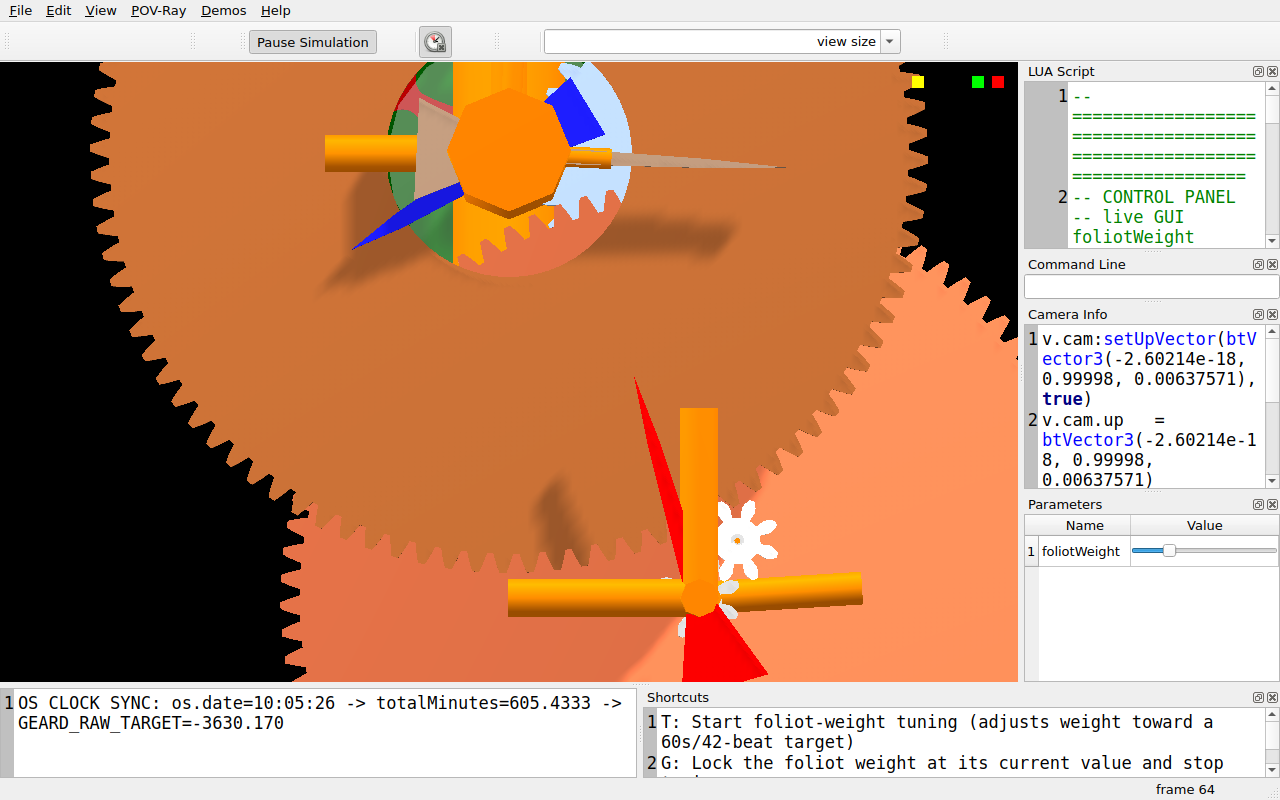 File Edit View POV-Ray Demos Help
Pause Simulation
view size
LUA Script
1 --
==================
==================
==================
=================
2 -- CONTROL PANEL
-- live GUI
foliotWeight
Command Line
Camera Info
1 v.cam:setUpVector(btV
ector3(-2.60214e-18,
0.99998, 0.00637571),
true)
2 v.cam.up   =
btVector3(-2.60214e-1
8, 0.99998,
0.00637571)
Parameters
Name Value
1 foliotWeight
1 OS CLOCK SYNC: os.date=10:05:26 -> totalMinutes=605.4333 ->
GEARD_RAW_TARGET=-3630.170
Shortcuts
1 T: Start foliot-weight tuning (adjusts weight toward a
60s/42-beat target)
2 G: Lock the foliot weight at its current value and stop
frame 64